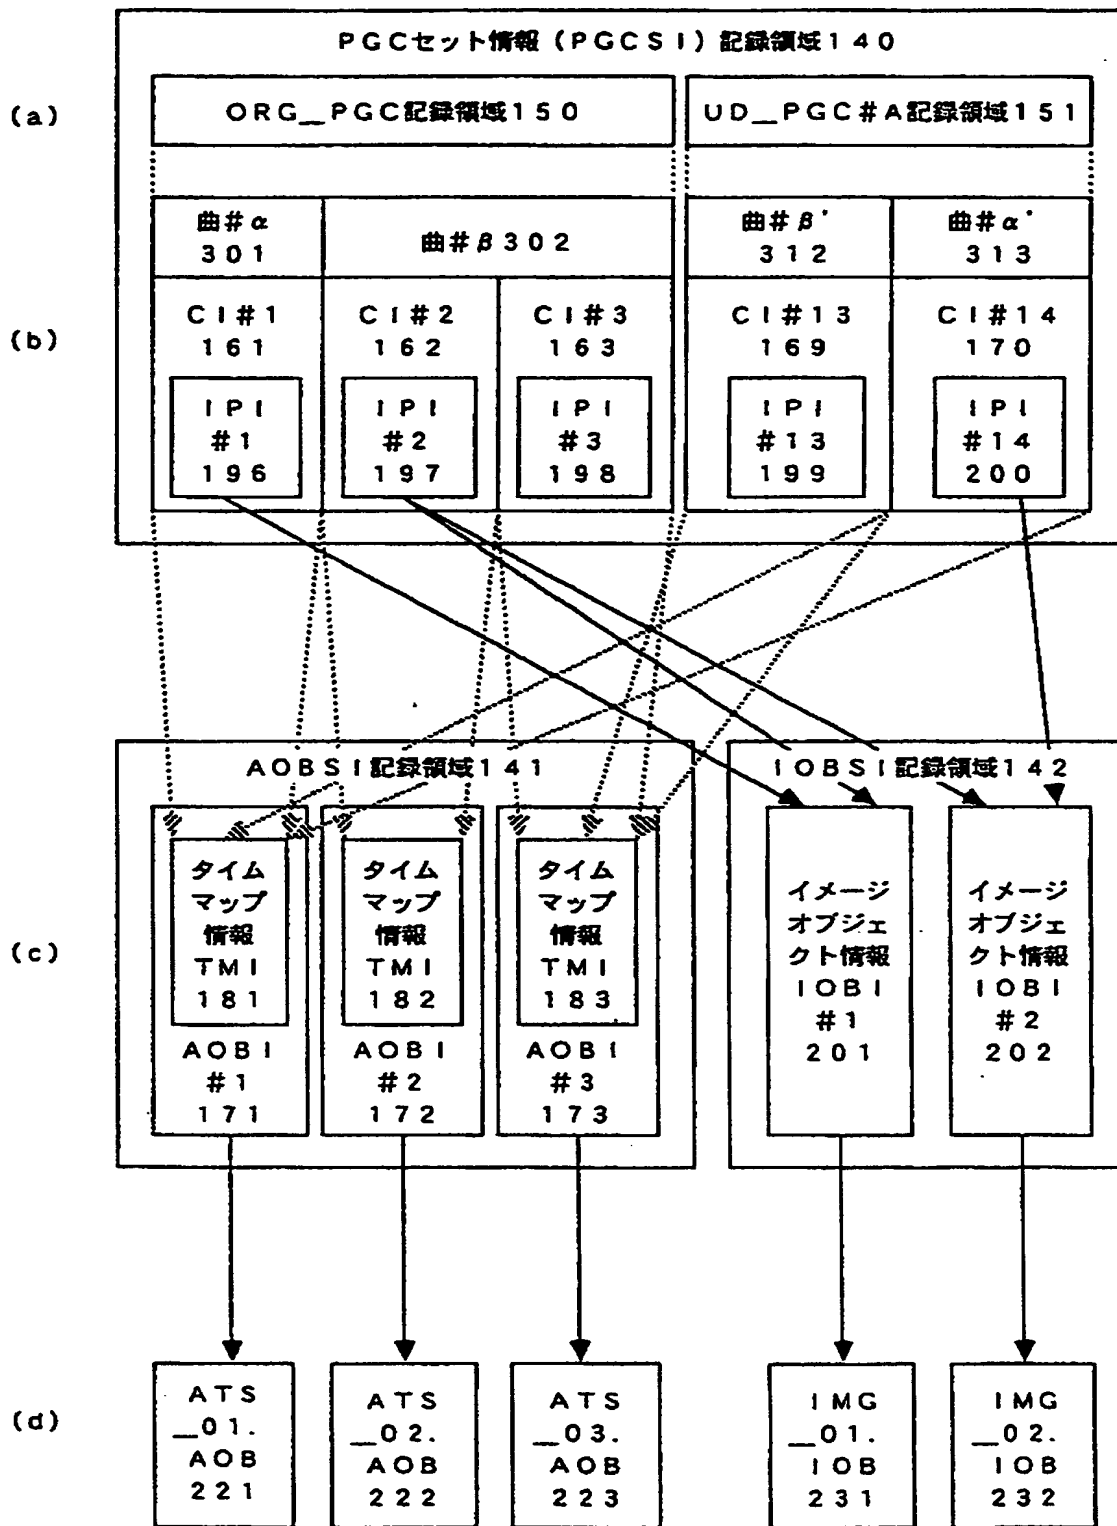 PGCセット情報(PGCSI)記録領域140
(a)
ORG__PGC記録領域150
UD__PGC#A記録領域151
曲#α
301
曲#β302
曲#β'
312
曲#α'
313
(b)
CI#1
161
CI#2
162
CI#3
163
CI#13
169
CI#14
170
IPI
#1
196
IPI
#2
197
IPI
#3
198
IPI
#13
199
IPI
#14
200
AOBSI記録領域141
IOBSI記録領域142
(c)
タイム
マップ
情報
TMI
181
タイム
マップ
情報
TMI
182
タイム
マップ
情報
TMI
183
AOBI
#1
171
AOBI
#2
172
AOBI
#3
173
イメージ
オブジェ
クト情報
IOBI
#1
201
イメージ
オブジェ
クト情報
IOBI
#2
202
(d)
ATS
__01.
AOB
221
ATS
__02.
AOB
222
ATS
__03.
AOB
223
IMG
__01.
IOB
231
IMG
__02.
IOB
232